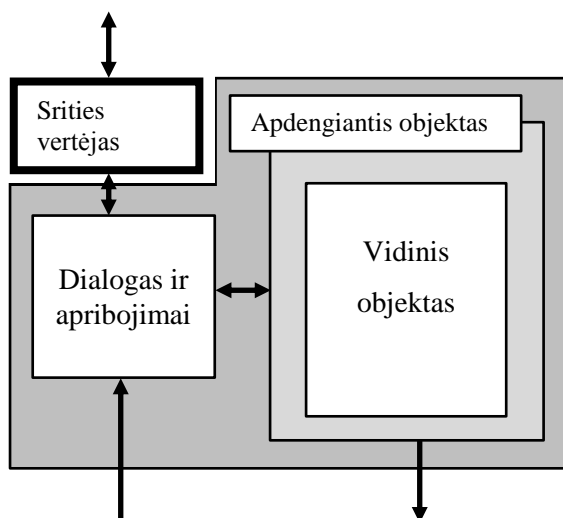 Srities
vertėjas
Apdengiantis objektas
Dialogas ir
apribojimai
Vidinis
objektas